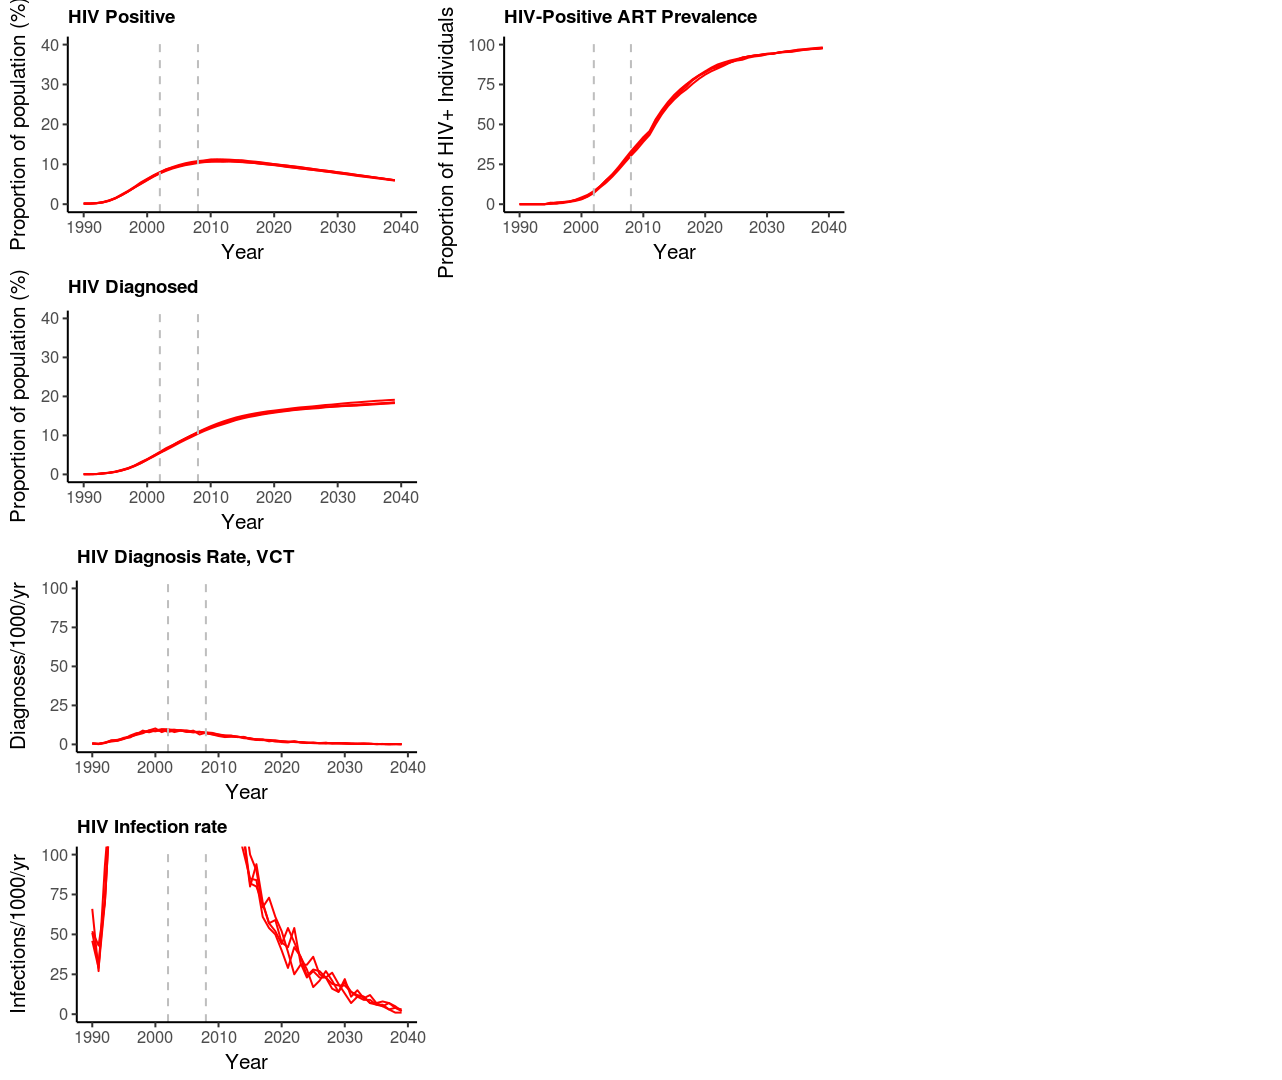 HIV Positive
Proportion of population (%)
40
30
20
10
0
1990 2000 2010 2020 2030 2040
Year
HIV-Positive ART Prevalence
Proportion of HIV+ Individuals
100
75
50
25
0
1990 2000 2010 2020 2030 2040
Year
HIV Diagnosed
Proportion of population (%)
40
30
20
10
0
1990 2000 2010 2020 2030 2040
Year
HIV Diagnosis Rate, VCT
Diagnoses/1000/yr
100
75
50
25
0
1990 2000 2010 2020 2030 2040
Year
HIV Infection rate
Infections/1000/yr
100
75
50
25
0
1990 2000 2010 2020 2030 2040
Year